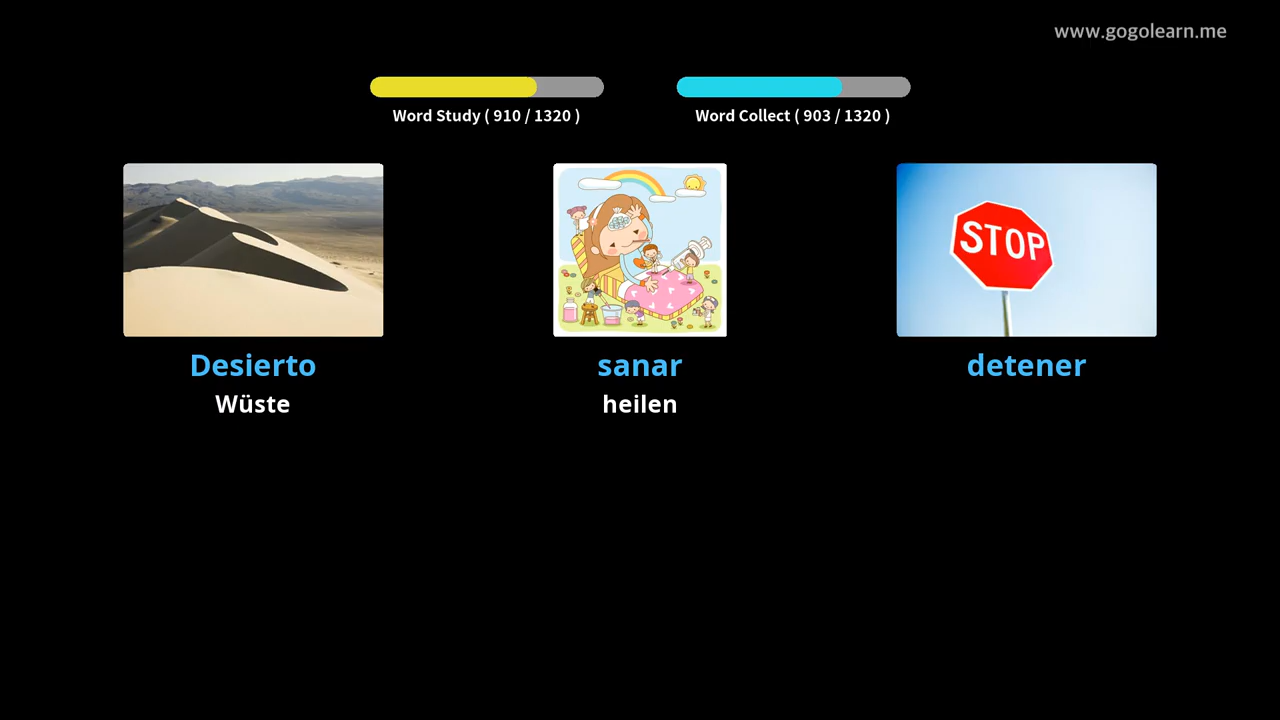 www.gogolearn.me
Word Study ( 910 / 1320 )
Word Collect ( 903 / 1320 )
STOP
Desierto
Wüste
sanar
heilen
detener